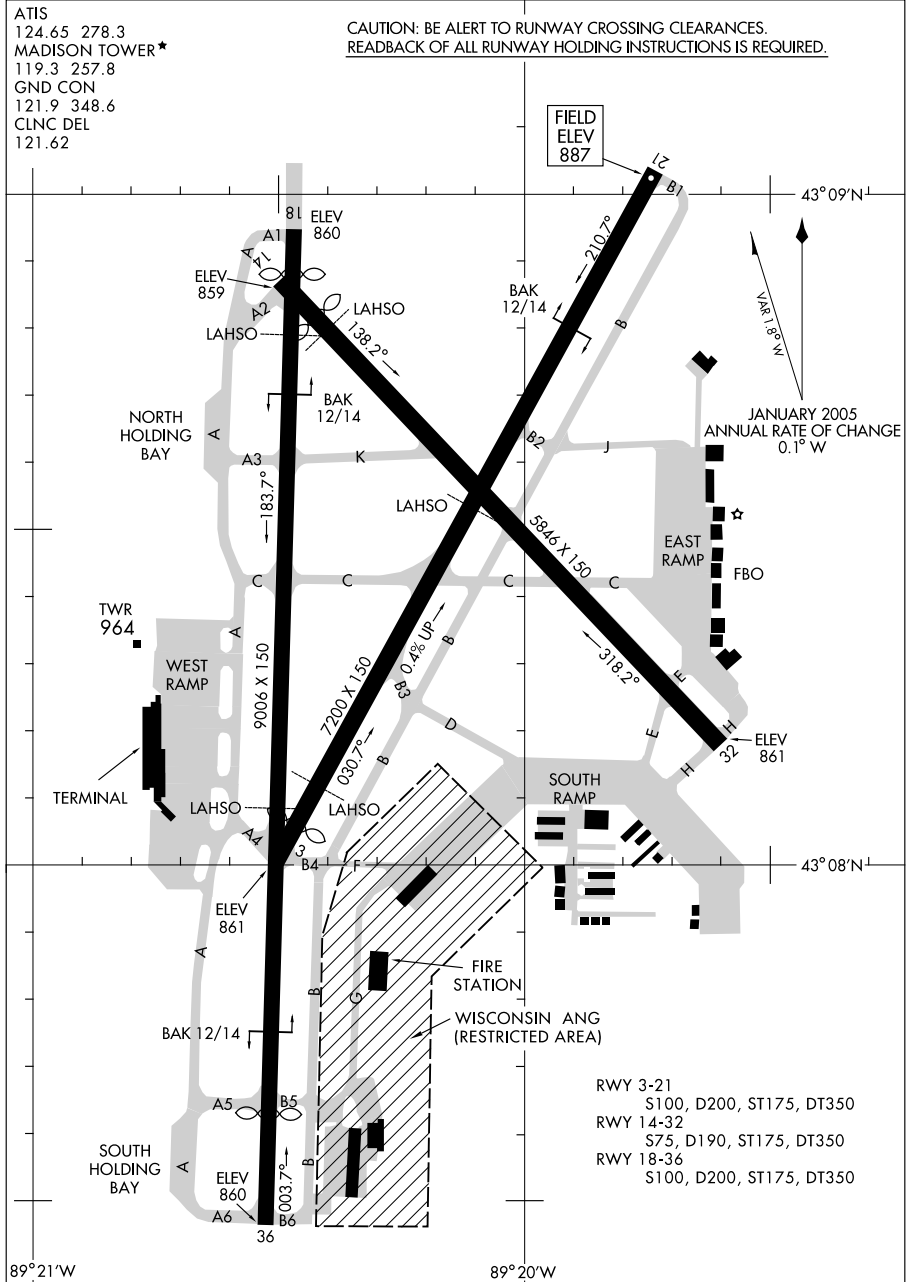 ATIS
124.65 278.3
MADISON TOWER★
119.3 257.8
GND CON
121.9 348.6
CLNC DEL
121.62
CAUTION: BE ALERT TO RUNWAY CROSSING CLEARANCES.
READBACK OF ALL RUNWAY HOLDING INSTRUCTIONS IS REQUIRED.
FIELD
ELEV
887
21
B1
43°09'N
210.7°
18
ELEV
860
A1
A
14
ELEV
859
A2
LAHSO
LAHSO
138.2°
BAK
12/14
B
VAR 1.8° W
JANUARY 2005
ANNUAL RATE OF CHANGE
0.1° W
BAK
12/14
NORTH
HOLDING
BAY
A
A3
K
B2
J
183.7°
LAHSO
5846 X 150
EAST
RAMP
FBO
C
C
C
C
TWR
964
A
WEST
RAMP
9006 X 150
7200 X 150
0.4% UP
B
B3
318.2°
E
E
H
H
32
ELEV
861
D
030.7°
B
TERMINAL
LAHSO
LAHSO
SOUTH
RAMP
A4
3
B4
F
43°08'N
ELEV
861
A
B
G
FIRE
STATION
WISCONSIN ANG
(RESTRICTED AREA)
BAK 12/14
A5
B5
SOUTH
HOLDING
BAY
A
B
ELEV
860
003.7°
A6
B6
36
RWY 3-21
S100, D200, ST175, DT350
RWY 14-32
S75, D190, ST175, DT350
RWY 18-36
S100, D200, ST175, DT350
89°21'W
89°20'W